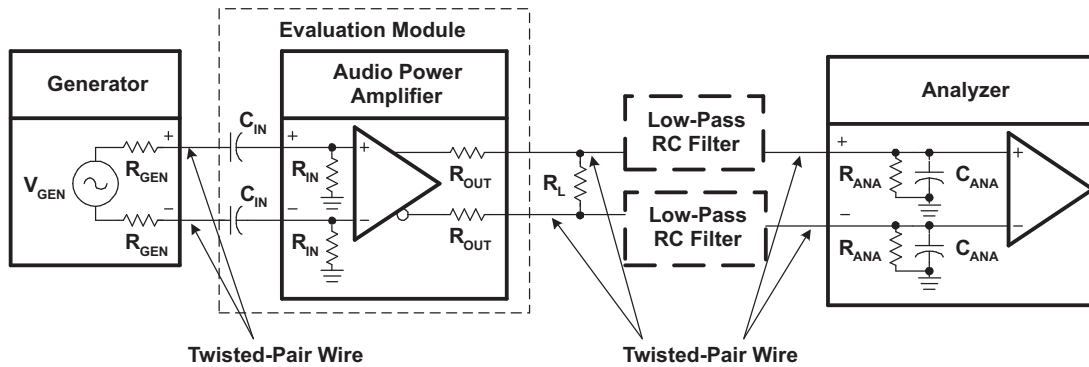 Evaluation Module
Generator
Audio Power
Amplifier
Analyzer
Low-Pass
RC Filter
Low-Pass
RC Filter
V_GEN
R_GEN
R_GEN
+
−
C_IN
C_IN
+
−
R_IN
R_IN
+
−
R_OUT
R_OUT
R_L
+
−
R_ANA
C_ANA
R_ANA
C_ANA
+
−
Twisted-Pair Wire
Twisted-Pair Wire